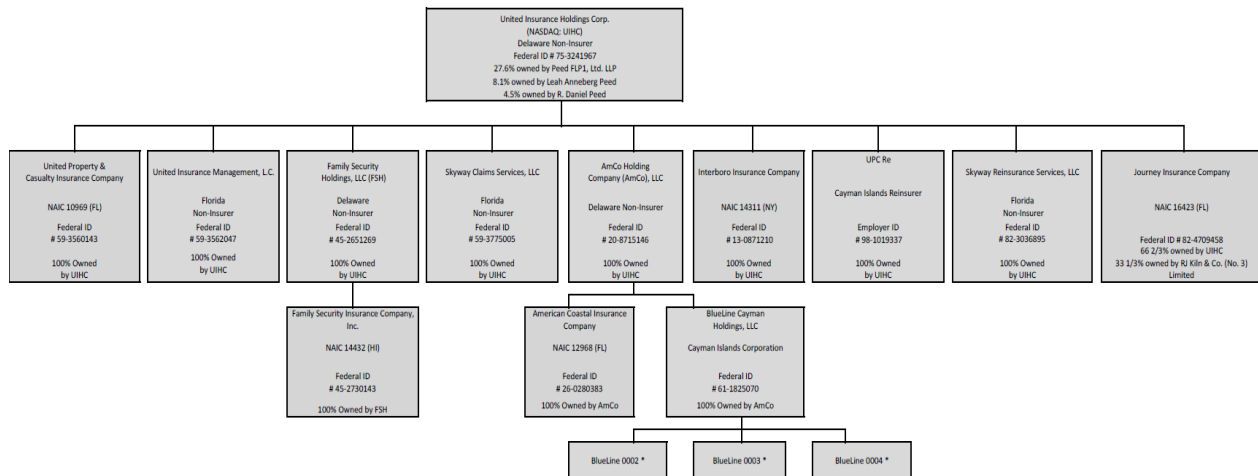 United Insurance Holdings Corp.
(NASDAQ: UIHC)
Delaware Non-Insurer
Federal ID # 75-3241967
27.6% owned by Peed FLP1, Ltd. LLP
8.1% owned by Leah Anneberg Peed
4.5% owned by R. Daniel Peed
United Property &
Casualty Insurance Company
NAIC 10969 (FL)
Federal ID
# 59-3560143
100% Owned
by UIHC
United Insurance Management, L.C.
Florida
Non-Insurer
Federal ID
# 59-3562047
100% Owned
by UIHC
Family Security
Holdings, LLC (FSH)
Delaware
Non-Insurer
Federal ID
# 45-2651269
100% Owned
by UIHC
Skyway Claims Services, LLC
Florida
Non-Insurer
Federal ID
# 59-3775005
100% Owned
by UIHC
AmCo Holding
Company (AmCo), LLC
Delaware Non-Insurer
Federal ID
# 20-8715146
100% Owned
by UIHC
Interboro Insurance Company
NAIC 14311 (NY)
Federal ID
# 13-0871210
100% Owned
by UIHC
UPC Re
Cayman Islands Reinsurer
Employer ID
# 98-1019337
100% Owned
by UIHC
Skyway Reinsurance Services, LLC
Florida
Non-Insurer
Federal ID
# 82-3036895
100% Owned
by UIHC
Journey Insurance Company
NAIC 16423 (FL)
Federal ID # 82-4709458
66 2/3% owned by UIHC
33 1/3% owned by RJ Kiln & Co. (No. 3)
Limited
Family Security Insurance Company,
Inc.
NAIC 14432 (HI)
Federal ID
# 45-2730143
100% Owned by FSH
American Coastal Insurance
Company
NAIC 12968 (FL)
Federal ID
# 26-0280383
100% Owned by AmCo
BlueLine Cayman
Holdings, LLC
Cayman Islands Corporation
Federal ID
# 61-1825070
100% Owned by AmCo
BlueLine 0002 *
BlueLine 0003 *
BlueLine 0004 *